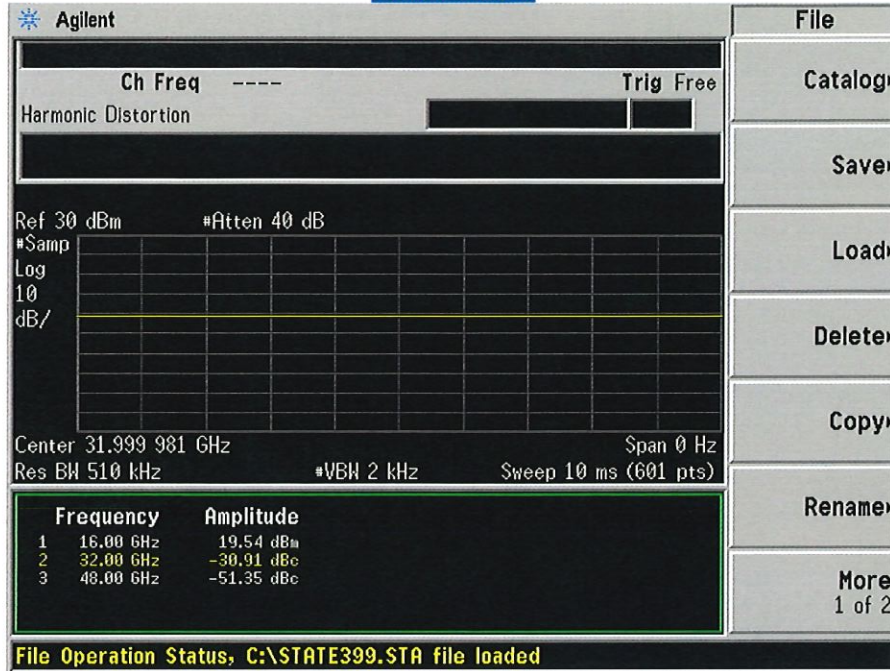 Agilent
File
Ch Freq ---- Trig Free
Harmonic Distortion
Catalog
Save
Ref 30 dBm #Atten 40 dB
#Samp
Log
10
dB/
Load
Delete
Copy
Center 31.999 981 GHz Span 0 Hz
Res BW 510 kHz #VBW 2 kHz Sweep 10 ms (601 pts)
Frequency Amplitude
1 16.00 GHz 19.54 dBm
2 32.00 GHz -30.91 dBc
3 48.00 GHz -51.35 dBc
Rename
More
1 of 2
File Operation Status, C:\STATE399.STA file loaded